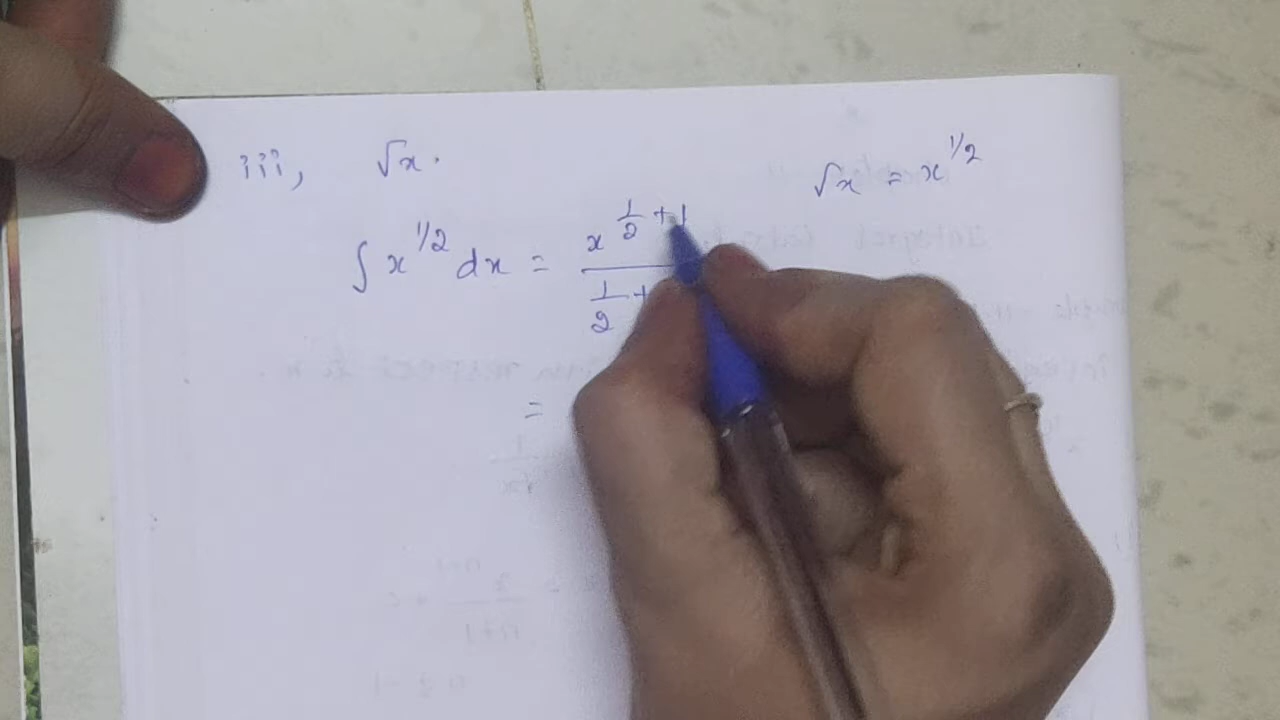 iii, √x.
√x = x^1/2
∫ x^1/2 dx = x^(1/2 + 1) / (1/2 +
=